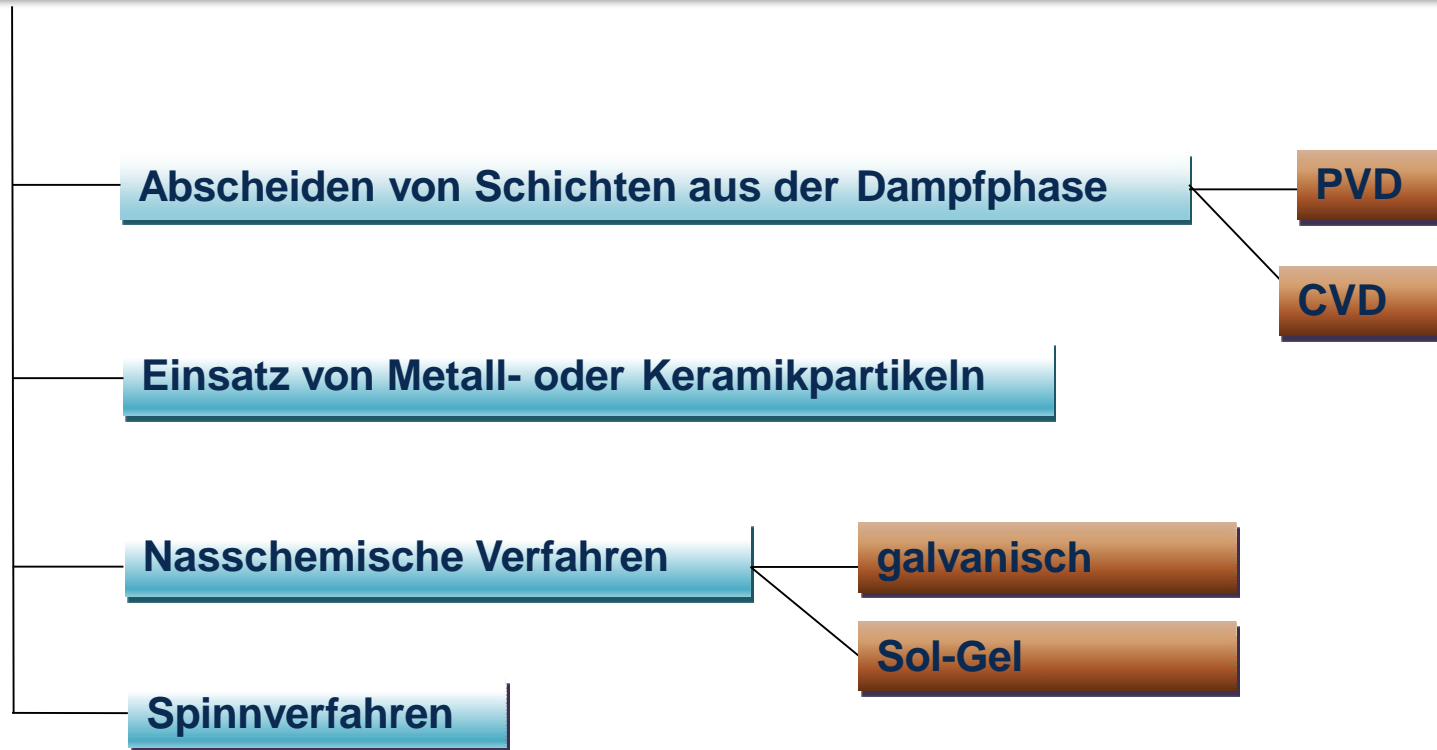 Abscheiden von Schichten aus der Dampfphase
PVD
CVD
Einsatz von Metall- oder Keramikpartikeln
Nasschemische Verfahren
galvanisch
Sol-Gel
Spinnverfahren